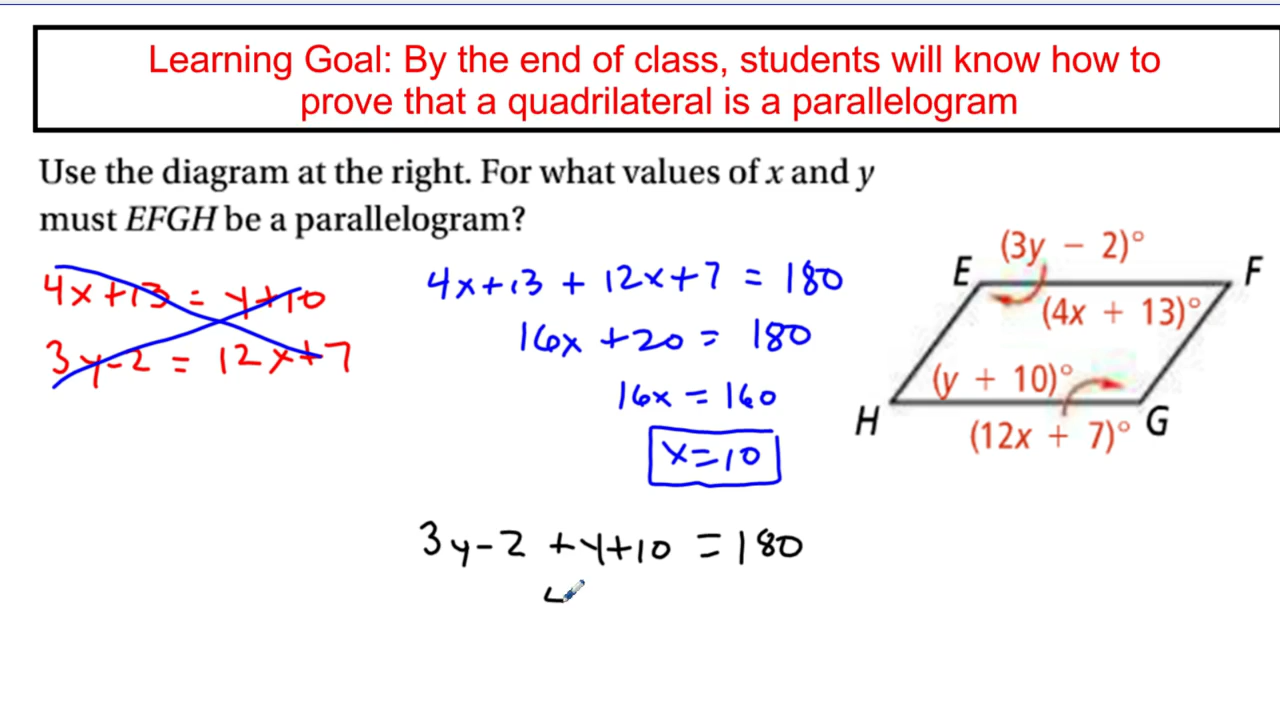 Learning Goal: By the end of class, students will know how to
prove that a quadrilateral is a parallelogram
Use the diagram at the right. For what values of x and y
must EFGH be a parallelogram?
4x+13 = y+10
3y-2 = 12x+7
4x+13 + 12x+7 = 180
16x +20 = 180
16x = 160
x=10
3y-2 +y+10 = 180
4
(3y − 2)°
E
F
(4x + 13)°
(y + 10)°
H
G
(12x + 7)°